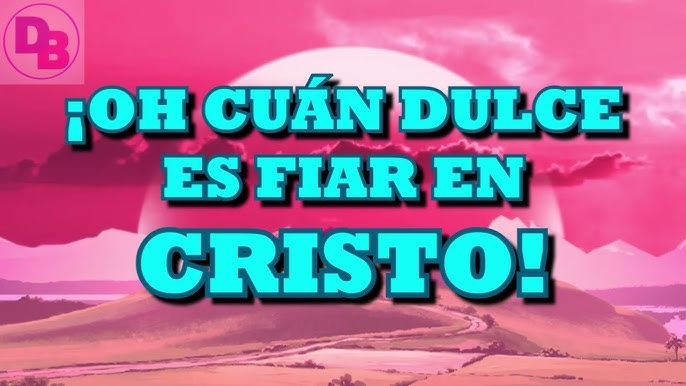 DB
¡OH CUÁN DULCE
ES FIAR EN
CRISTO!